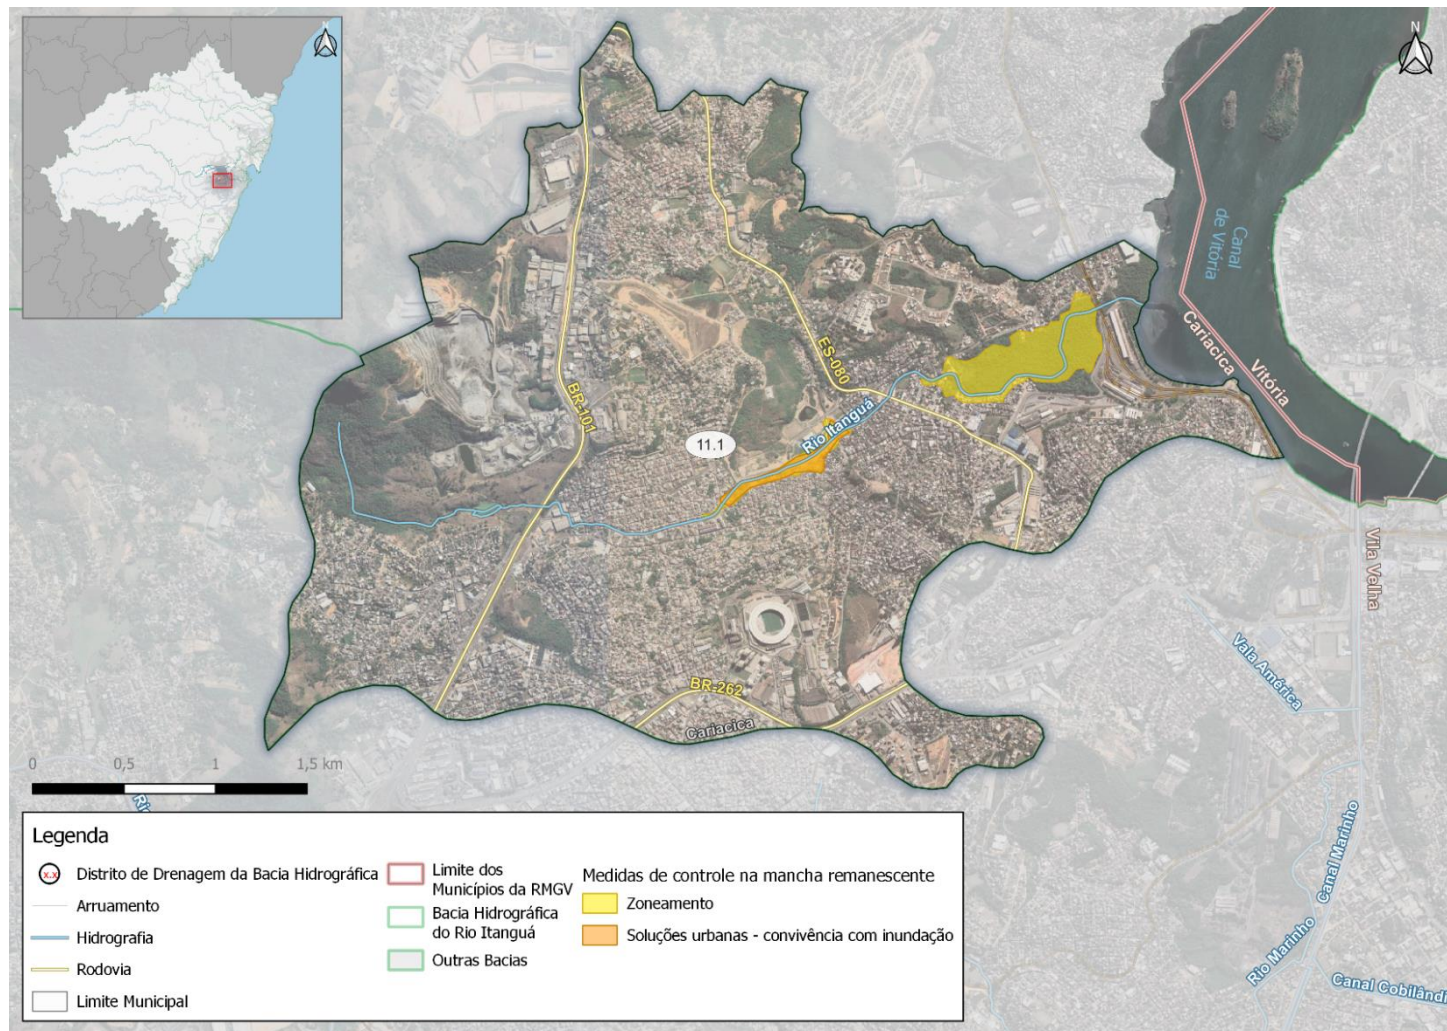 N
N
Canal
de Vitória
Cariacica
Vitória
ES-080
BR-101
Rio Itanguá
11.1
Vila Velha
BR-262
Cariacica
Vala América
0 0,5 1 1,5 km
Canal Marinho
Rio Marinho
Legenda
x.x Distrito de Drenagem da Bacia Hidrográfica
Arruamento
Hidrografia
Rodovia
Limite Municipal
Limite dos
Municípios da RMGV
Bacia Hidrográfica
do Rio Itanguá
Outras Bacias
Medidas de controle na mancha remanescente
Zoneamento
Soluções urbanas - convivência com inundação